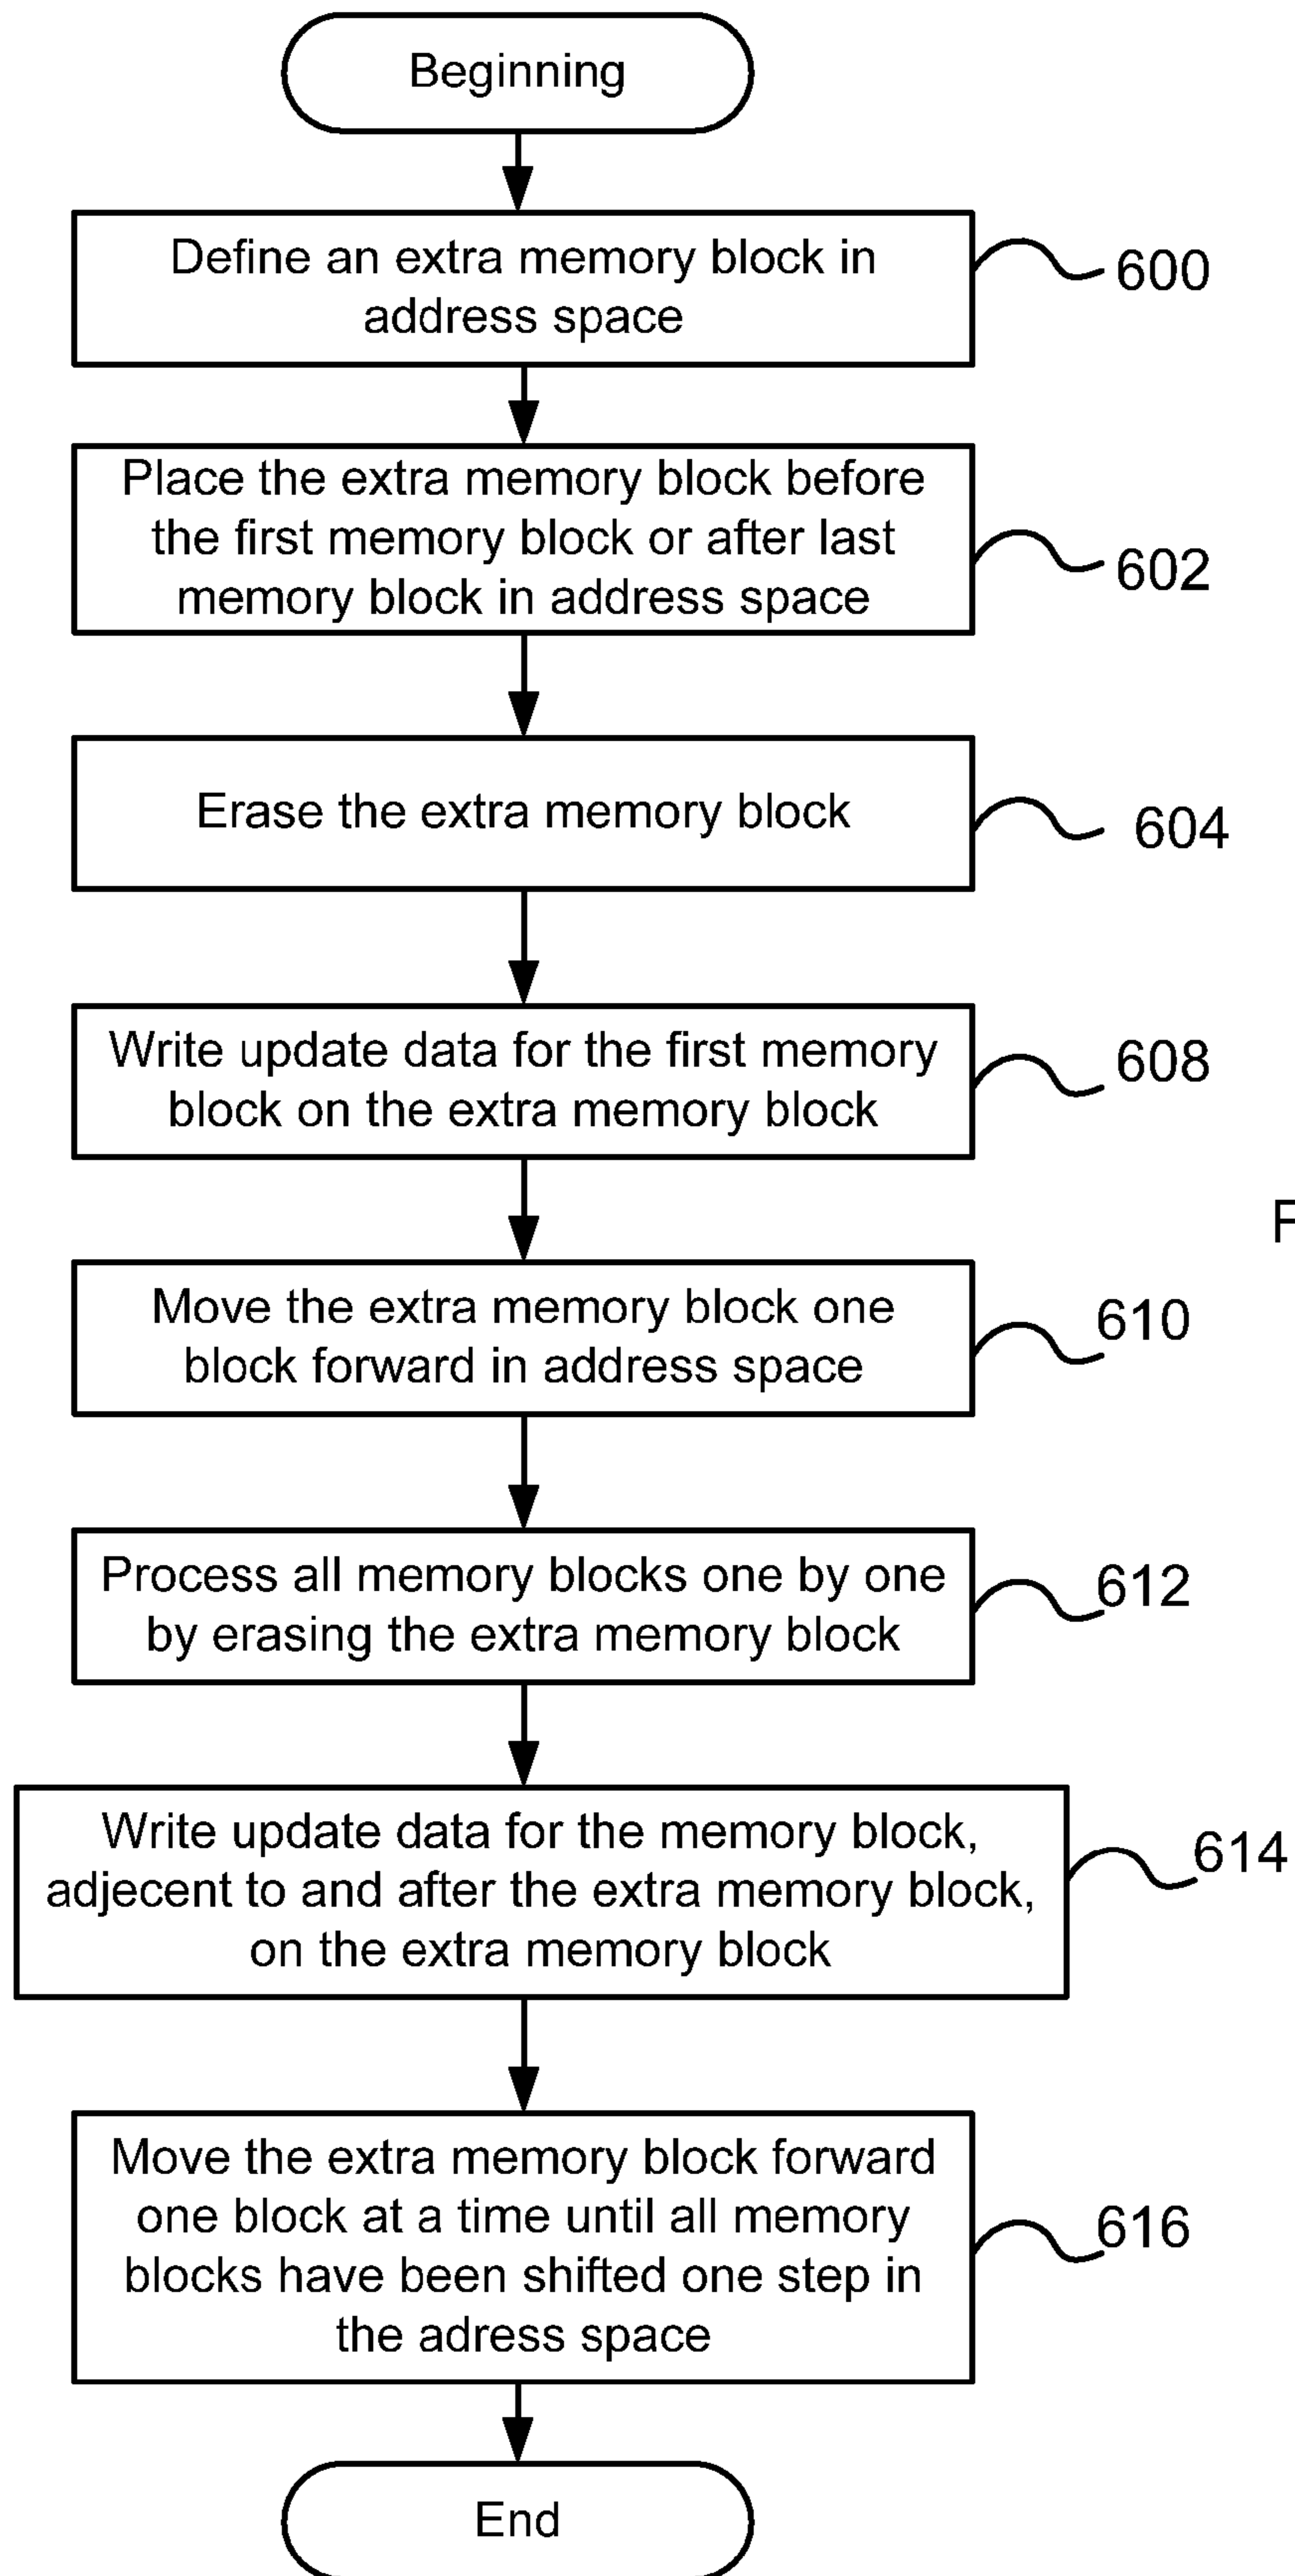 Beginning
Define an extra memory block in
address space
600
Place the extra memory block before
the first memory block or after last
memory block in address space
602
Erase the extra memory block
604
Write update data for the first memory
block on the extra memory block
608
Move the extra memory block one
block forward in address space
610
Process all memory blocks one by one
by erasing the extra memory block
612
Write update data for the memory block,
adjecent to and after the extra memory block,
on the extra memory block
614
Move the extra memory block forward
one block at a time until all memory
blocks have been shifted one step in
the adress space
616
End